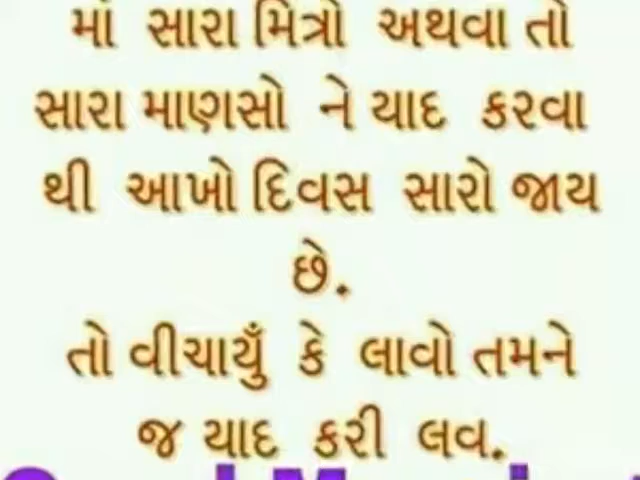 માં સારા મિત્રો અથવા તો
સારા માણસો ને યાદ કરવા
થી આખો દિવસ સારો જાય
છે.
તો વીચાર્યુઁ કે લાવો તમને
જ યાદ કરી લવ.